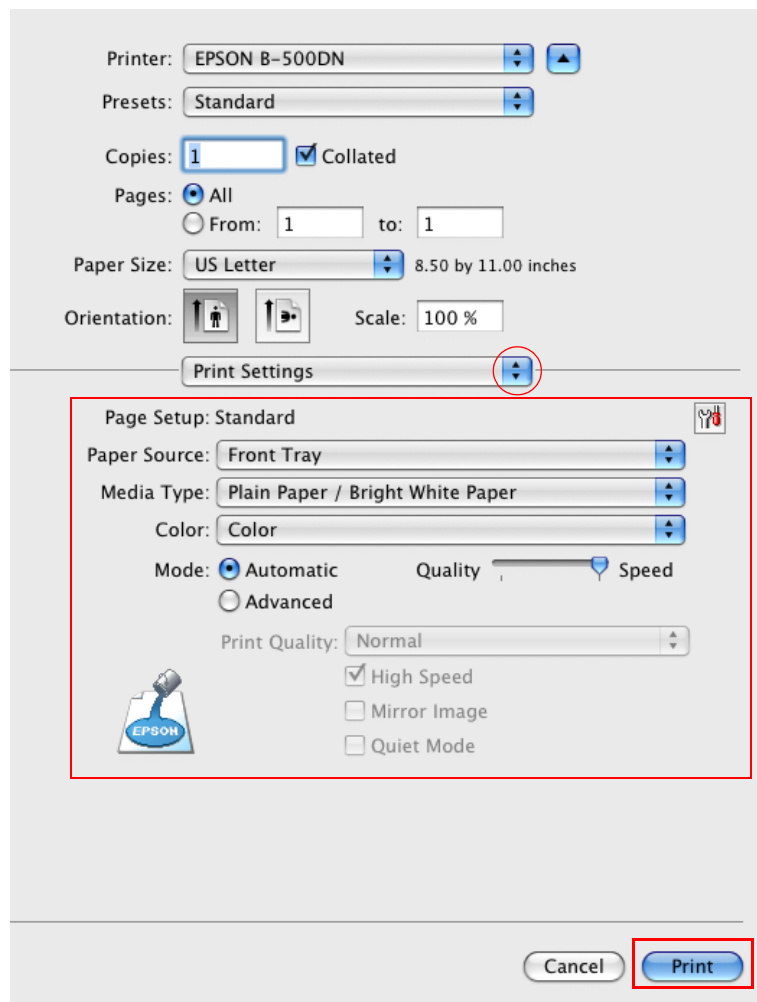 Printer: EPSON B-500DN
Presets: Standard
Copies: 1 Collated
Pages: All
From: 1 to: 1
Paper Size: US Letter 8.50 by 11.00 inches
Orientation: Scale: 100 %
Print Settings
Page Setup: Standard
Paper Source: Front Tray
Media Type: Plain Paper / Bright White Paper
Color: Color
Mode: Automatic Quality Speed
Advanced
Print Quality: Normal
High Speed
Mirror Image
EPSON
Quiet Mode
Cancel Print